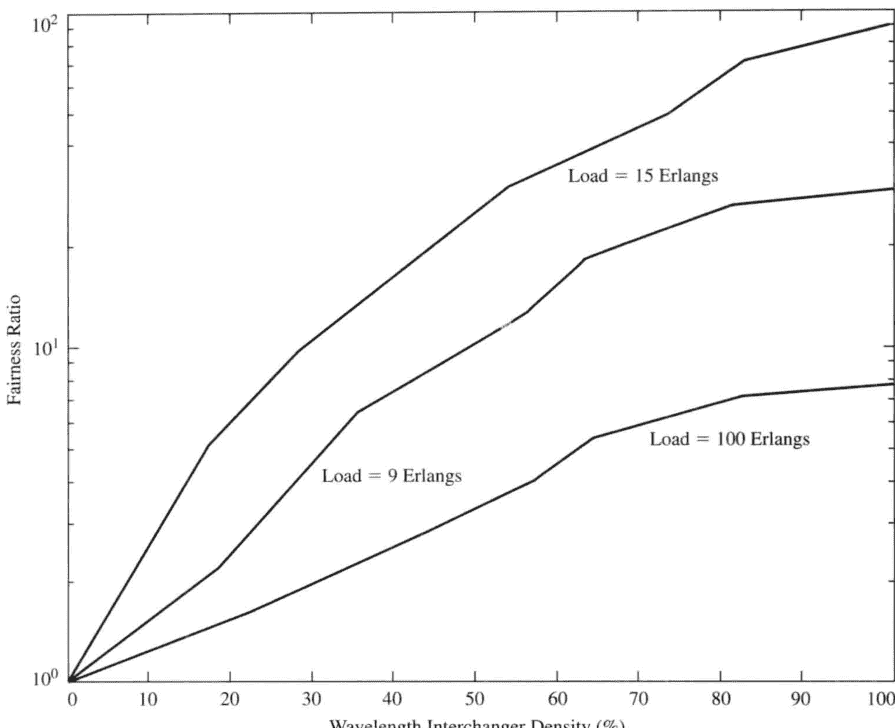 10²
10¹
10⁰
Fairness Ratio
Load = 15 Erlangs
Load = 9 Erlangs
Load = 100 Erlangs
0 10 20 30 40 50 60 70 80 90 100
Wavelength Interchanger Density (%)